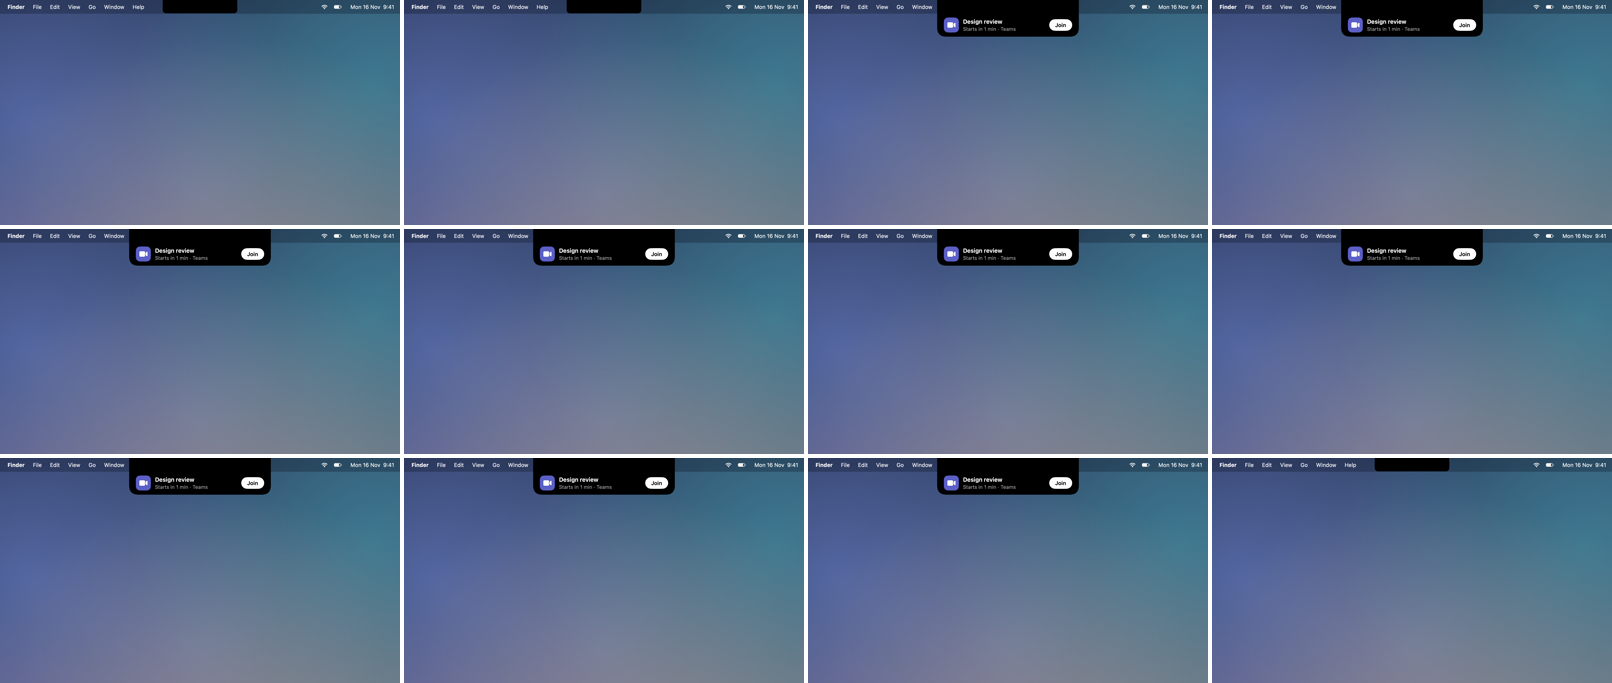 Finder File Edit View Go Window Help Mon 16 Nov 9:41
Finder File Edit View Go Window Help Mon 16 Nov 9:41
Finder File Edit View Go Window Mon 16 Nov 9:41
Design review
Starts in 1 min · Teams
Join
Finder File Edit View Go Window Mon 16 Nov 9:41
Design review
Starts in 1 min · Teams
Join
Finder File Edit View Go Window Mon 16 Nov 9:41
Design review
Starts in 1 min · Teams
Join
Finder File Edit View Go Window Mon 16 Nov 9:41
Design review
Starts in 1 min · Teams
Join
Finder File Edit View Go Window Mon 16 Nov 9:41
Design review
Starts in 1 min · Teams
Join
Finder File Edit View Go Window Mon 16 Nov 9:41
Design review
Starts in 1 min · Teams
Join
Finder File Edit View Go Window Mon 16 Nov 9:41
Design review
Starts in 1 min · Teams
Join
Finder File Edit View Go Window Mon 16 Nov 9:41
Design review
Starts in 1 min · Teams
Join
Finder File Edit View Go Window Mon 16 Nov 9:41
Design review
Starts in 1 min · Teams
Join
Finder File Edit View Go Window Help Mon 16 Nov 9:41